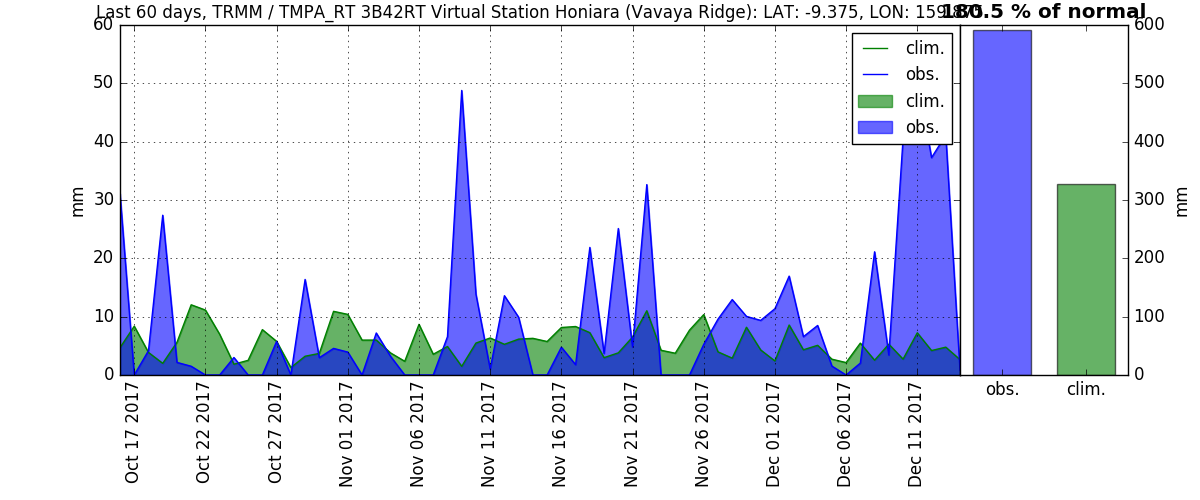 Last 60 days, TRMM / TMPA_RT 3B42RT Virtual Station Honiara (Vavaya Ridge): LAT: -9.375, LON:
180.5 % of normal
60
50
40
30
20
10
0
mm
clim.
obs.
clim.
obs.
600
500
400
300
200
100
0
mm
Oct 17 2017
Oct 22 2017
Oct 27 2017
Nov 01 2017
Nov 06 2017
Nov 11 2017
Nov 16 2017
Nov 21 2017
Nov 26 2017
Dec 01 2017
Dec 06 2017
Dec 11 2017
obs.
clim.